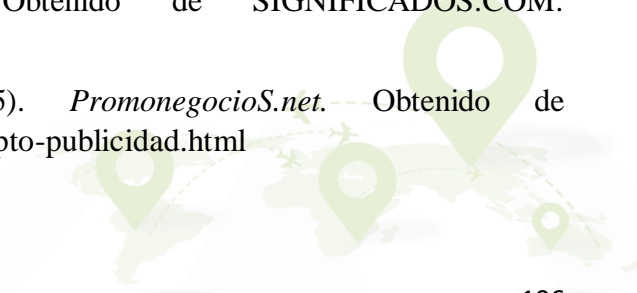 Obtenido de SIGNIFICADOS.COM.
5). PromonegocioS.net. Obtenido de
pto-publicidad.html